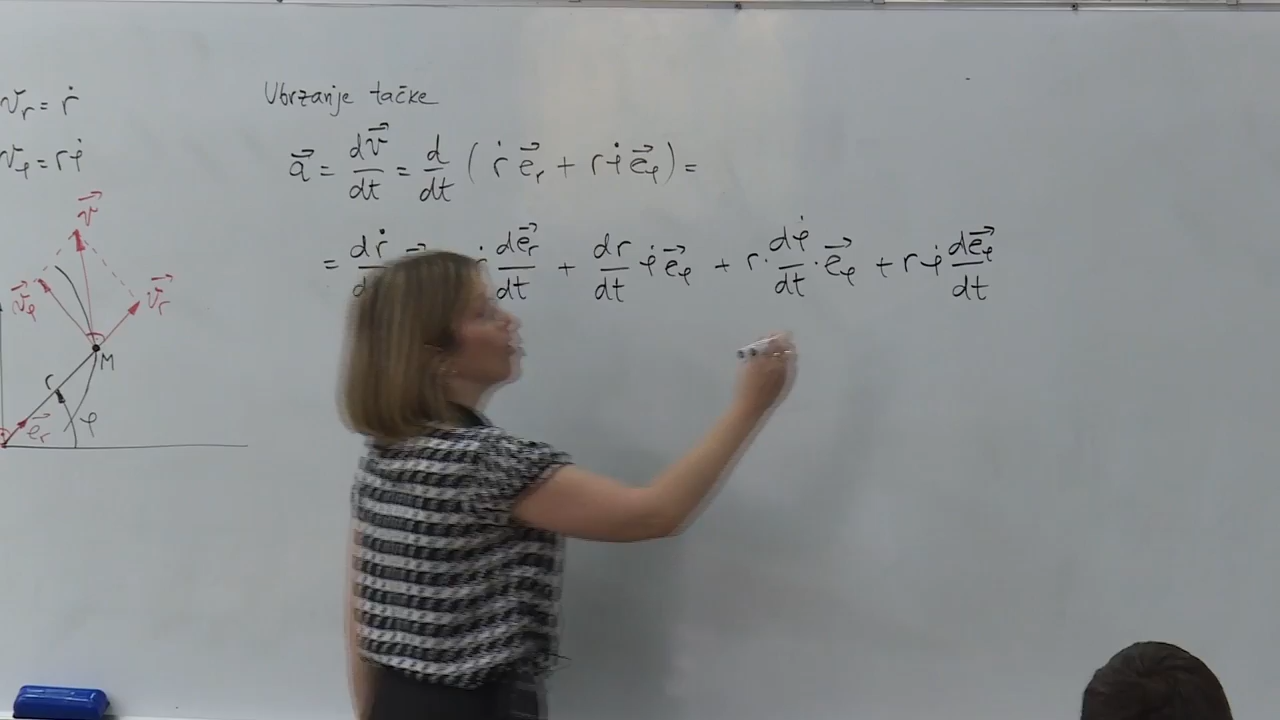 v_r = ṙ
v_φ = rφ̇
Ubrzanje tačke
a⃗ = dv⃗/dt = d/dt ( ṙ e⃗_r + rφ̇ e⃗_φ ) =
= dṙ/ de⃗_r/dt + dr/dt φ̇ e⃗_φ + r · dφ̇/dt · e⃗_φ + rφ̇ de⃗_φ/dt
v⃗
v⃗_φ
v⃗_r
M
r
e⃗_r
φ